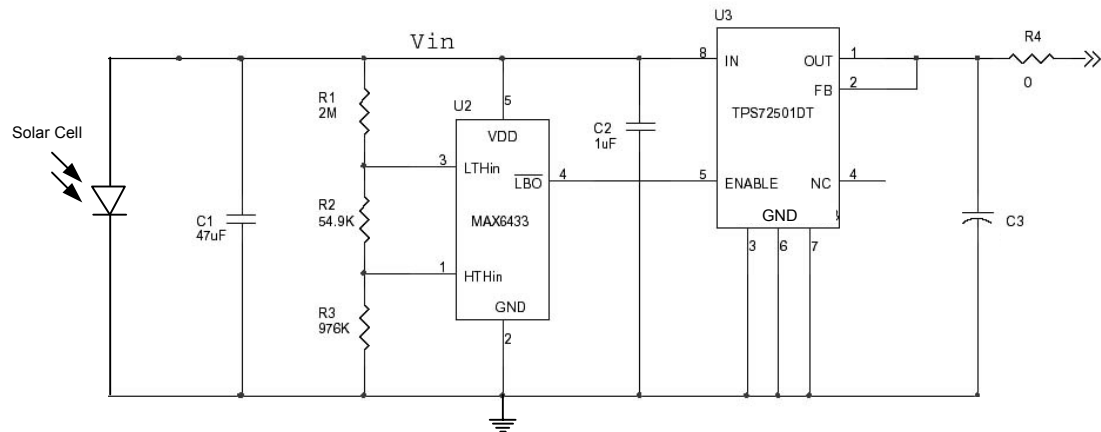 Vin
Solar Cell
C1
47uF
R1
2M
R2
54.9K
R3
976K
U2
5
VDD
3
LTHin
LBO
4
MAX6433
1
HTHin
GND
2
C2
1uF
U3
8
IN
OUT
1
FB
2
TPS72501DT
5
ENABLE
NC
4
GND
3
6
7
C3
R4
0